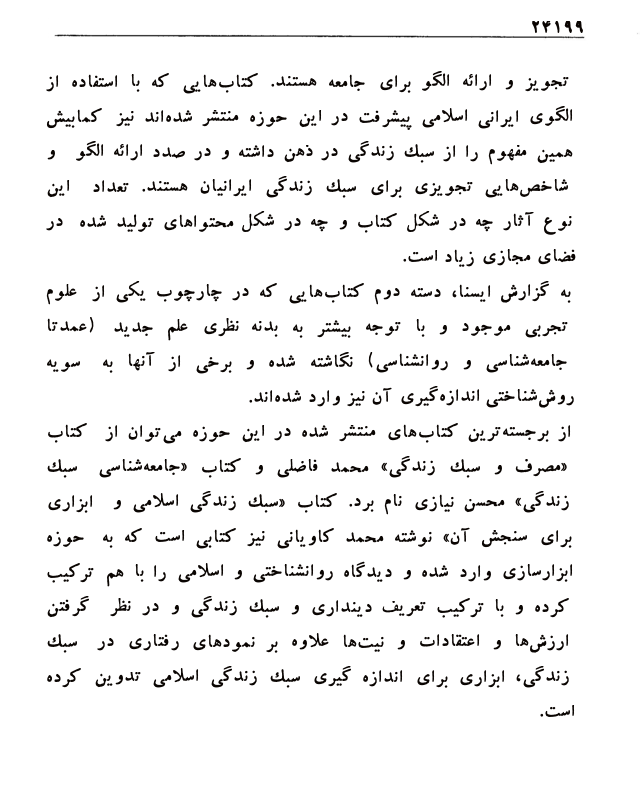 ۲۴۱۹۹
تجویز و ارائه الگو برای جامعه هستند. کتاب‌هایی که با استفاده از
الگوی ایرانی اسلامی پیشرفت در این حوزه منتشر شده‌اند نیز کمابیش
همین مفهوم را از سبك زندگی در ذهن داشته و در صدد ارائه الگو و
شاخص‌هایی تجویزی برای سبك زندگی ایرانیان هستند. تعداد این
نوع آثار چه در شکل کتاب و چه در شکل محتواهای تولید شده در
فضای مجازی زیاد است.
به گزارش ایسنا، دسته دوم کتاب‌هایی که در چارچوب یکی از علوم
تجربی موجود و با توجه بیشتر به بدنه نظری علم جدید (عمدتا
جامعه‌شناسی و روانشناسی) نگاشته شده و برخی از آنها به سویه
روش‌شناختی اندازه‌گیری آن نیز وارد شده‌اند.
از برجسته‌ترین کتاب‌های منتشر شده در این حوزه می‌توان از کتاب
«مصرف و سبك زندگی» محمد فاضلی و کتاب «جامعه‌شناسی سبك
زندگی» محسن نیازی نام برد. کتاب «سبك زندگی اسلامی و ابزاری
برای سنجش آن» نوشته محمد کاویانی نیز کتابی است که به حوزه
ابزارسازی وارد شده و دیدگاه روانشناختی و اسلامی را با هم ترکیب
کرده و با ترکیب تعریف دینداری و سبك زندگی و در نظر گرفتن
ارزش‌ها و اعتقادات و نیت‌ها علاوه بر نمودهای رفتاری در سبك
زندگی، ابزاری برای اندازه گیری سبك زندگی اسلامی تدوین کرده
است.